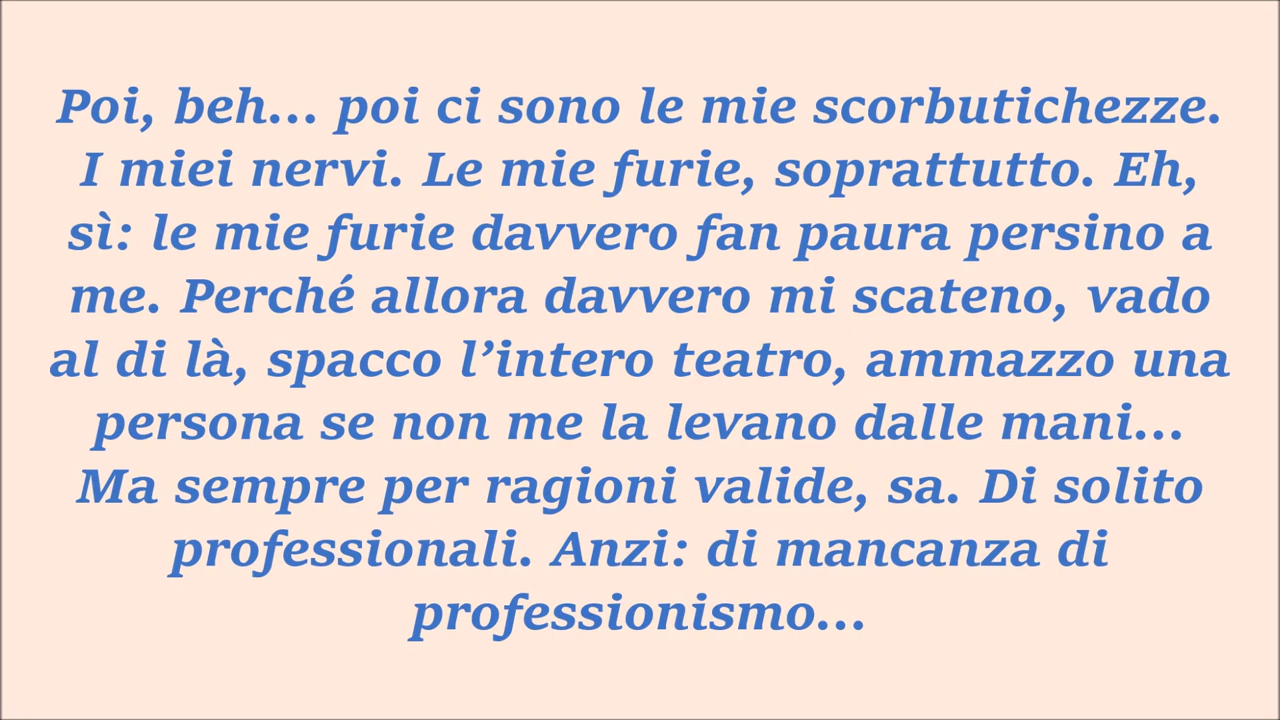 Poi, beh... poi ci sono le mie scorbutichezze.
I miei nervi. Le mie furie, soprattutto. Eh,
sì: le mie furie davvero fan paura persino a
me. Perché allora davvero mi scateno, vado
al di là, spacco l’intero teatro, ammazzo una
persona se non me la levano dalle mani...
Ma sempre per ragioni valide, sa. Di solito
professionali. Anzi: di mancanza di
professionismo...